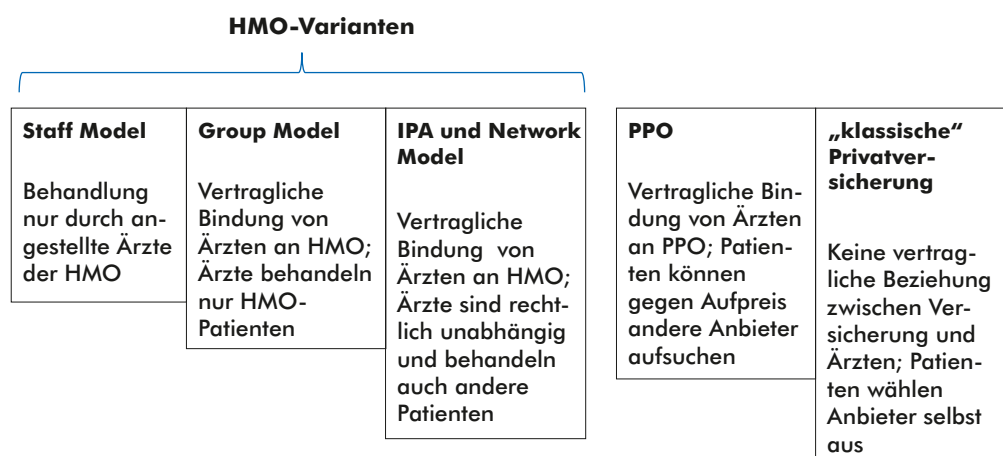 HMO-Varianten
Staff Model
Behandlung
nur durch an-
gestellte Ärzte
der HMO
Group Model
Vertragliche
Bindung von
Ärzten an HMO;
Ärzte behandeln
nur HMO-
Patienten
IPA und Network
Model
Vertragliche
Bindung von
Ärzten an HMO;
Ärzte sind recht-
lich unabhängig
und behandeln
auch andere
Patienten
PPO
Vertragliche Bin-
dung von Ärzten
an PPO; Patien-
ten können
gegen Aufpreis
andere Anbieter
aufsuchen
„klassische“
Privatver-
sicherung
Keine vertrag-
liche Beziehung
zwischen Ver-
sicherung und
Ärzten; Patien-
ten wählen
Anbieter selbst
aus